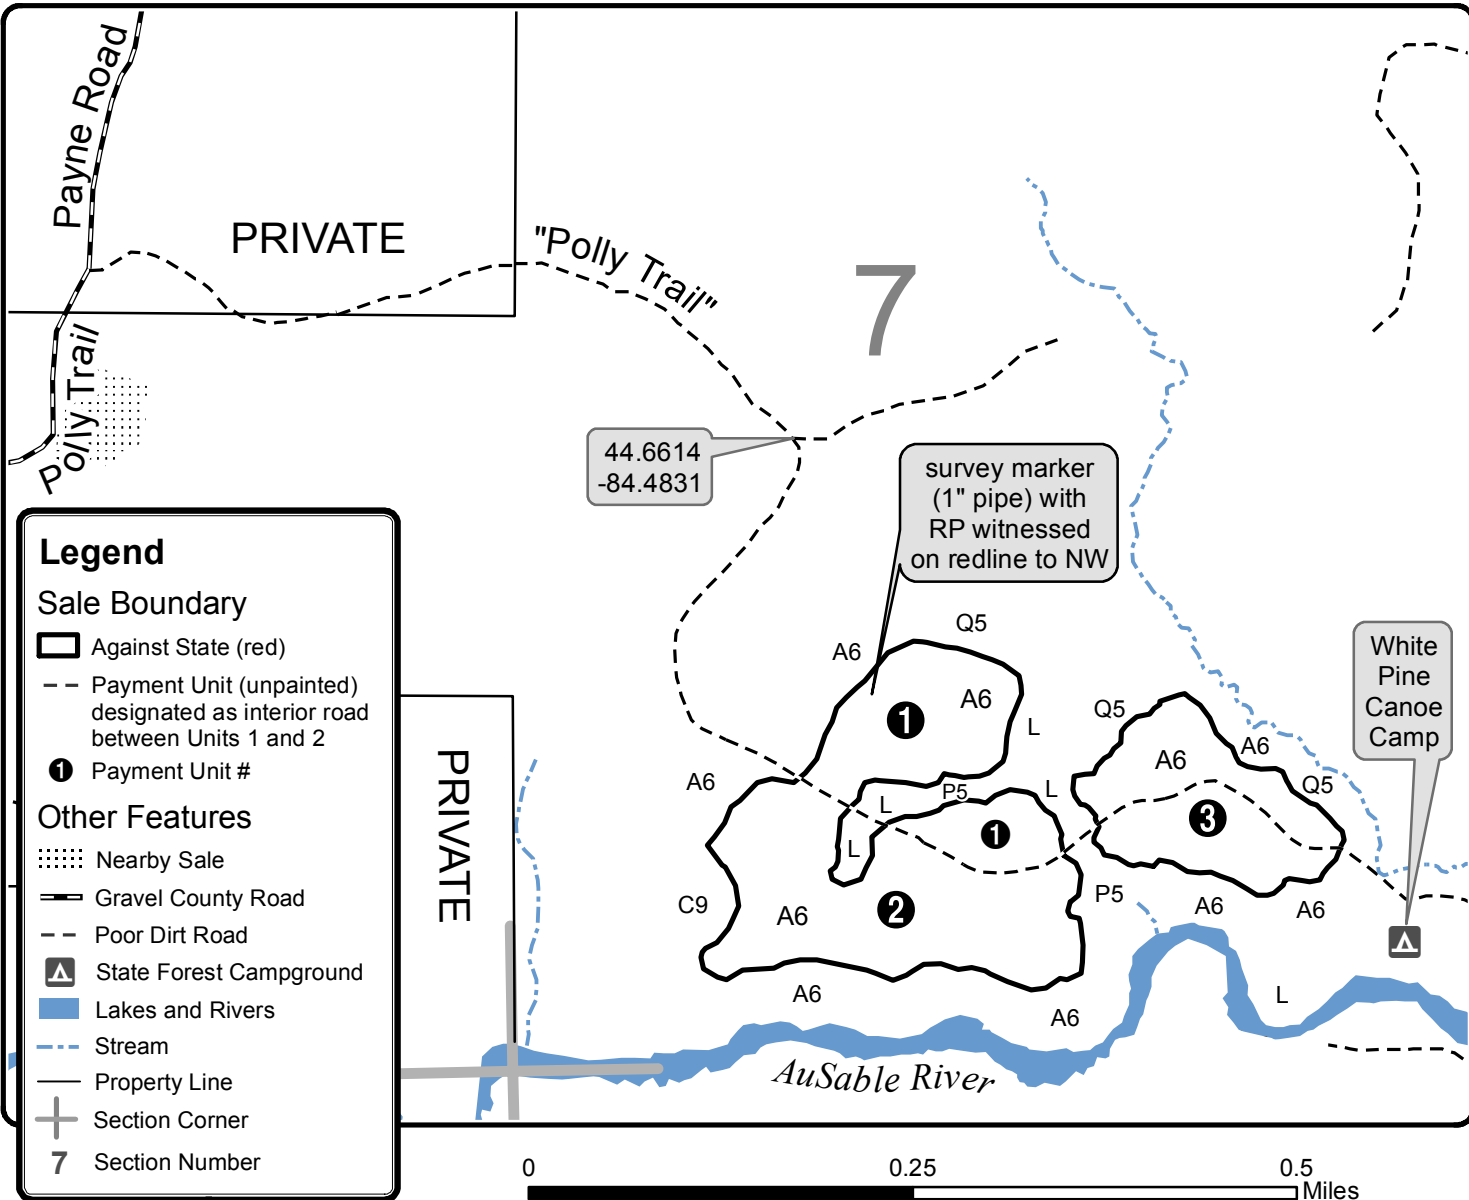 Payne Road
PRIVATE
"Polly Trail"
7
Polly Trail
44.6614
-84.4831
survey marker
(1" pipe) with
RP witnessed
on redline to NW
Q5
A6
A6
1
L
Q5
A6
A6
Q5
White
Pine
Canoe
Camp
A6
L
P5
L
1
3
L
PRIVATE
C9
A6
2
P5
A6
A6
A6
L
A6
AuSable River
Legend
Sale Boundary
Against State (red)
Payment Unit (unpainted)
designated as interior road
between Units 1 and 2
1 Payment Unit #
Other Features
Nearby Sale
Gravel County Road
Poor Dirt Road
State Forest Campground
Lakes and Rivers
Stream
Property Line
Section Corner
7 Section Number
0 0.25 0.5
Miles